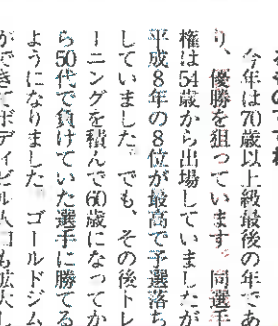 今年は70歳以上級最後の年であ
り、優勝を狙っています。同選手
権は54歳から出場していましたが
平成8年の8位が最高で予選落ち
していました。でも、その後トレ
ーニングを積んで60歳になってか
ら50代で負けていた選手に勝てる
ようになりました。ゴールドジム
ができてボディビル人口も拡大し